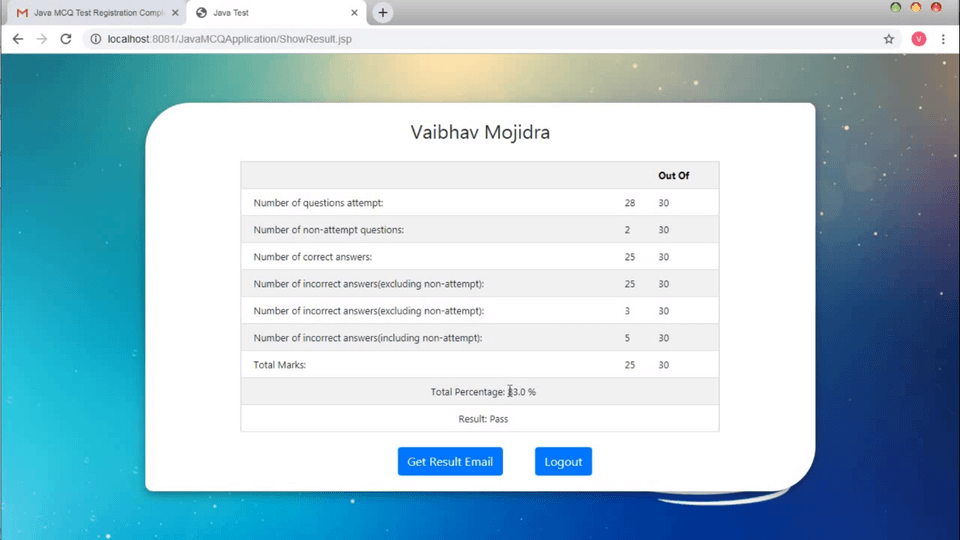 Java MCQ Test Registration Compl
Java Test
localhost:8081/JavaMCQApplication/ShowResult.jsp
V
Vaibhav Mojidra
Out Of
Number of questions attempt: 28 30
Number of non-attempt questions: 2 30
Number of correct answers: 25 30
Number of incorrect answers(excluding non-attempt): 25 30
Number of incorrect answers(excluding non-attempt): 3 30
Number of incorrect answers(including non-attempt): 5 30
Total Marks: 25 30
Total Percentage: 83.0 %
Result: Pass
Get Result Email Logout